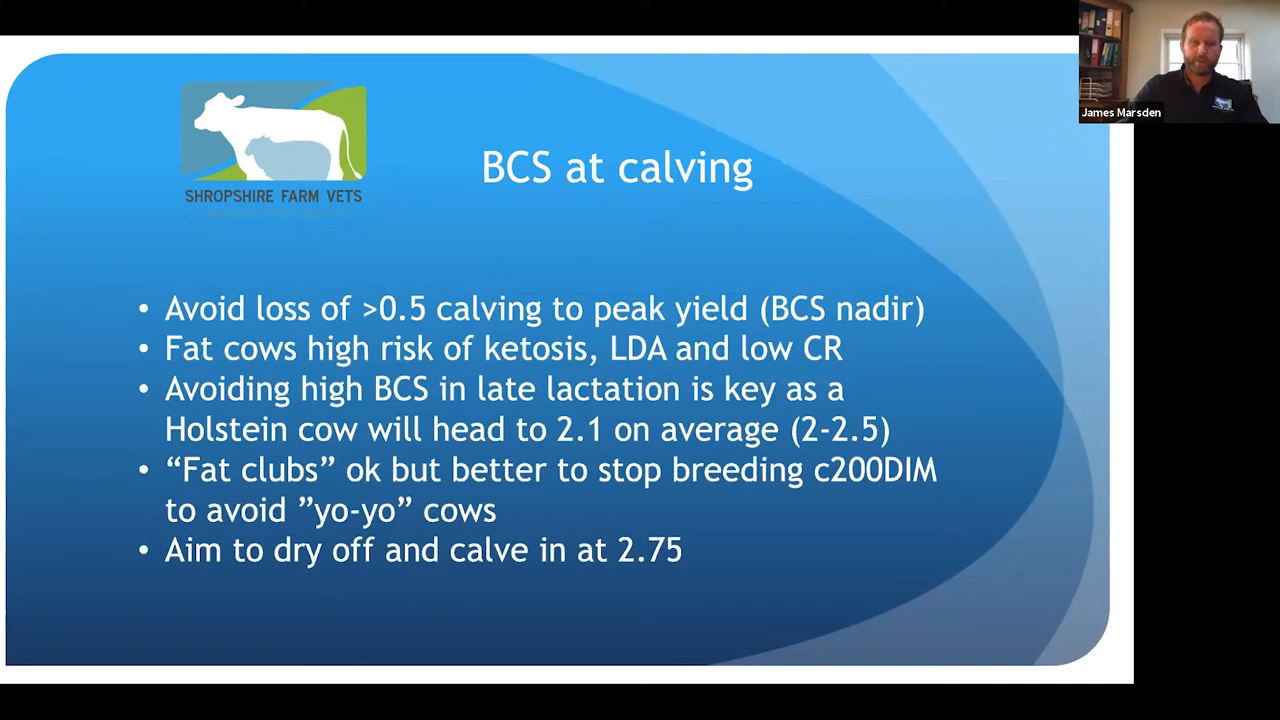 James Marsden
SHROPSHIRE FARM VETS
BCS at calving
• Avoid loss of >0.5 calving to peak yield (BCS nadir)
• Fat cows high risk of ketosis, LDA and low CR
• Avoiding high BCS in late lactation is key as a
Holstein cow will head to 2.1 on average (2-2.5)
• “Fat clubs” ok but better to stop breeding c200DIM
to avoid ”yo-yo” cows
• Aim to dry off and calve in at 2.75